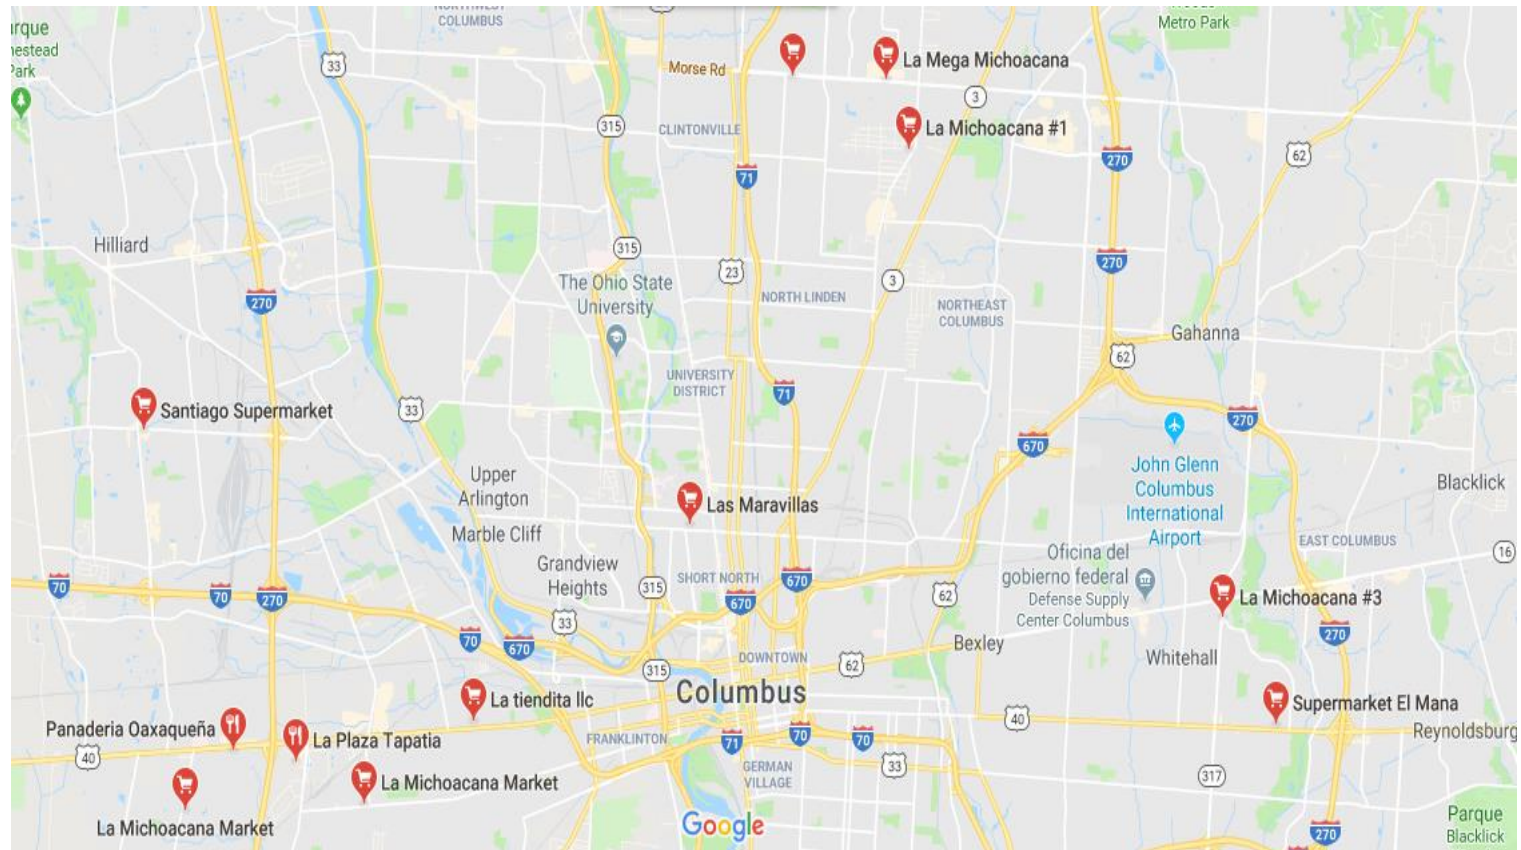 NORTHWEST
COLUMBUS
Metro Park
Park
33
Morse Rd
La Mega Michoacana
3
315
CLINTONVILLE
La Michoacana #1
270
62
71
Hilliard
315
23
270
The Ohio State
University
270
3
NORTH LINDEN
NORTHEAST
COLUMBUS
Gahanna
62
UNIVERSITY
DISTRICT
71
Santiago Supermarket
33
270
670
John Glenn
Columbus
International
Airport
Upper
Arlington
Blacklick
Las Maravillas
Marble Cliff
EAST COLUMBUS
16
Oficina del
gobierno federal
Defense Supply
Center Columbus
Grandview
Heights
SHORT NORTH
670
70
70
270
315
670
62
La Michoacana #3
33
270
70
670
Bexley
DOWNTOWN
62
315
Whitehall
Columbus
La tiendita llc
Supermarket El Mana
40
Panaderia Oaxaqueña
La Plaza Tapatia
FRANKLINTON
71
70
70
Reynoldsburg
40
33
GERMAN
VILLAGE
317
La Michoacana Market
La Michoacana Market
Google
Parque
Blacklick
270